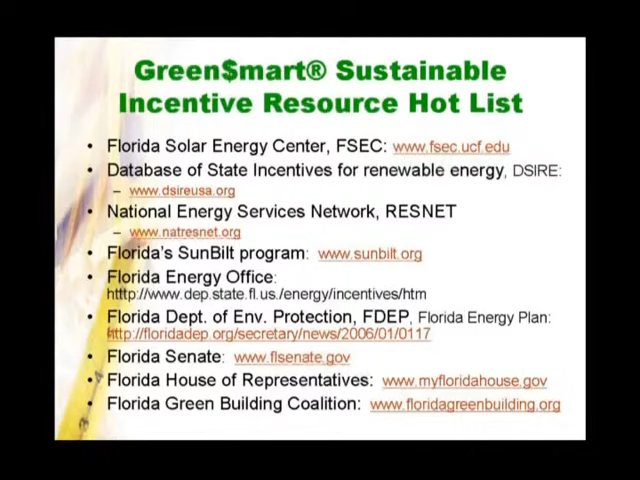 Green$mart® Sustainable
Incentive Resource Hot List
• Florida Solar Energy Center, FSEC: www.fsec.ucf.edu
• Database of State Incentives for renewable energy, DSIRE:
– www.dsireusa.org
• National Energy Services Network, RESNET
– www.natresnet.org
• Florida's SunBilt program: www.sunbilt.org
• Florida Energy Office:
htttp://www.dep.state.fl.us./energy/incentives/htm
• Florida Dept. of Env. Protection, FDEP, Florida Energy Plan:
http://floridadep.org/secretary/news/2006/01/0117
• Florida Senate: www.flsenate.gov
• Florida House of Representatives: www.myfloridahouse.gov
• Florida Green Building Coalition: www.floridagreenbuilding.org